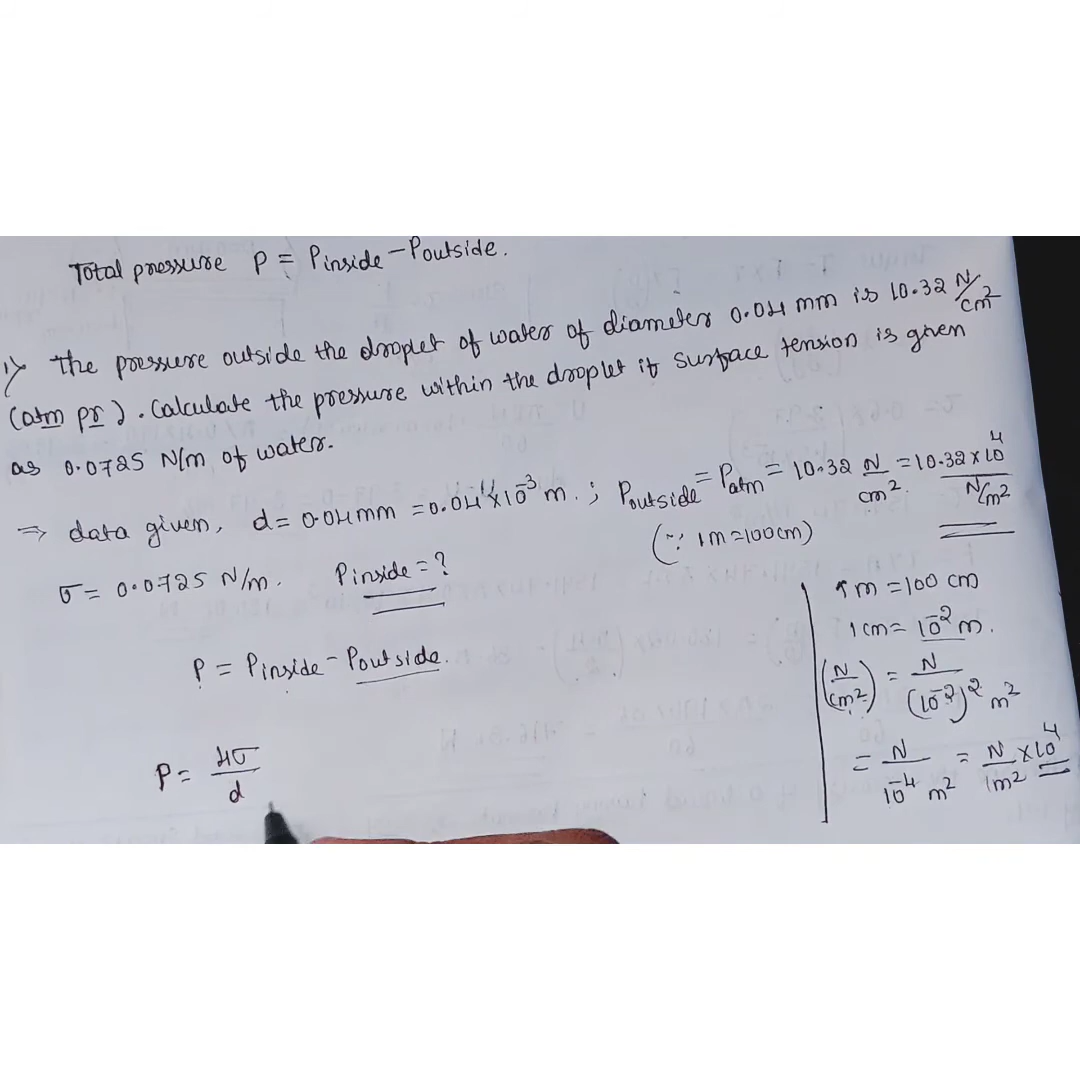 Total pressure P = Pinside - Poutside.
1) The pressure outside the droplet of water of diameter 0.04 mm is 10.32 N/cm²
(atm pr). Calculate the pressure within the droplet if surface tension is given
as 0.0725 N/m of water.
⇒ data given, d = 0.04 mm = 0.04 × 10⁻³ m. ; Poutside = Patm = 10.32 N/cm² = 10.32 × 10⁴ N/m²
(∵ 1m = 100cm)
σ = 0.0725 N/m. Pinside = ?
P = Pinside - Poutside.
P = 4σ/d
1m = 100 cm
1cm = 10⁻² m.
(N/cm²) = N/(10⁻²)² m²
= N/10⁻⁴ m² = N/1m² × 10⁴